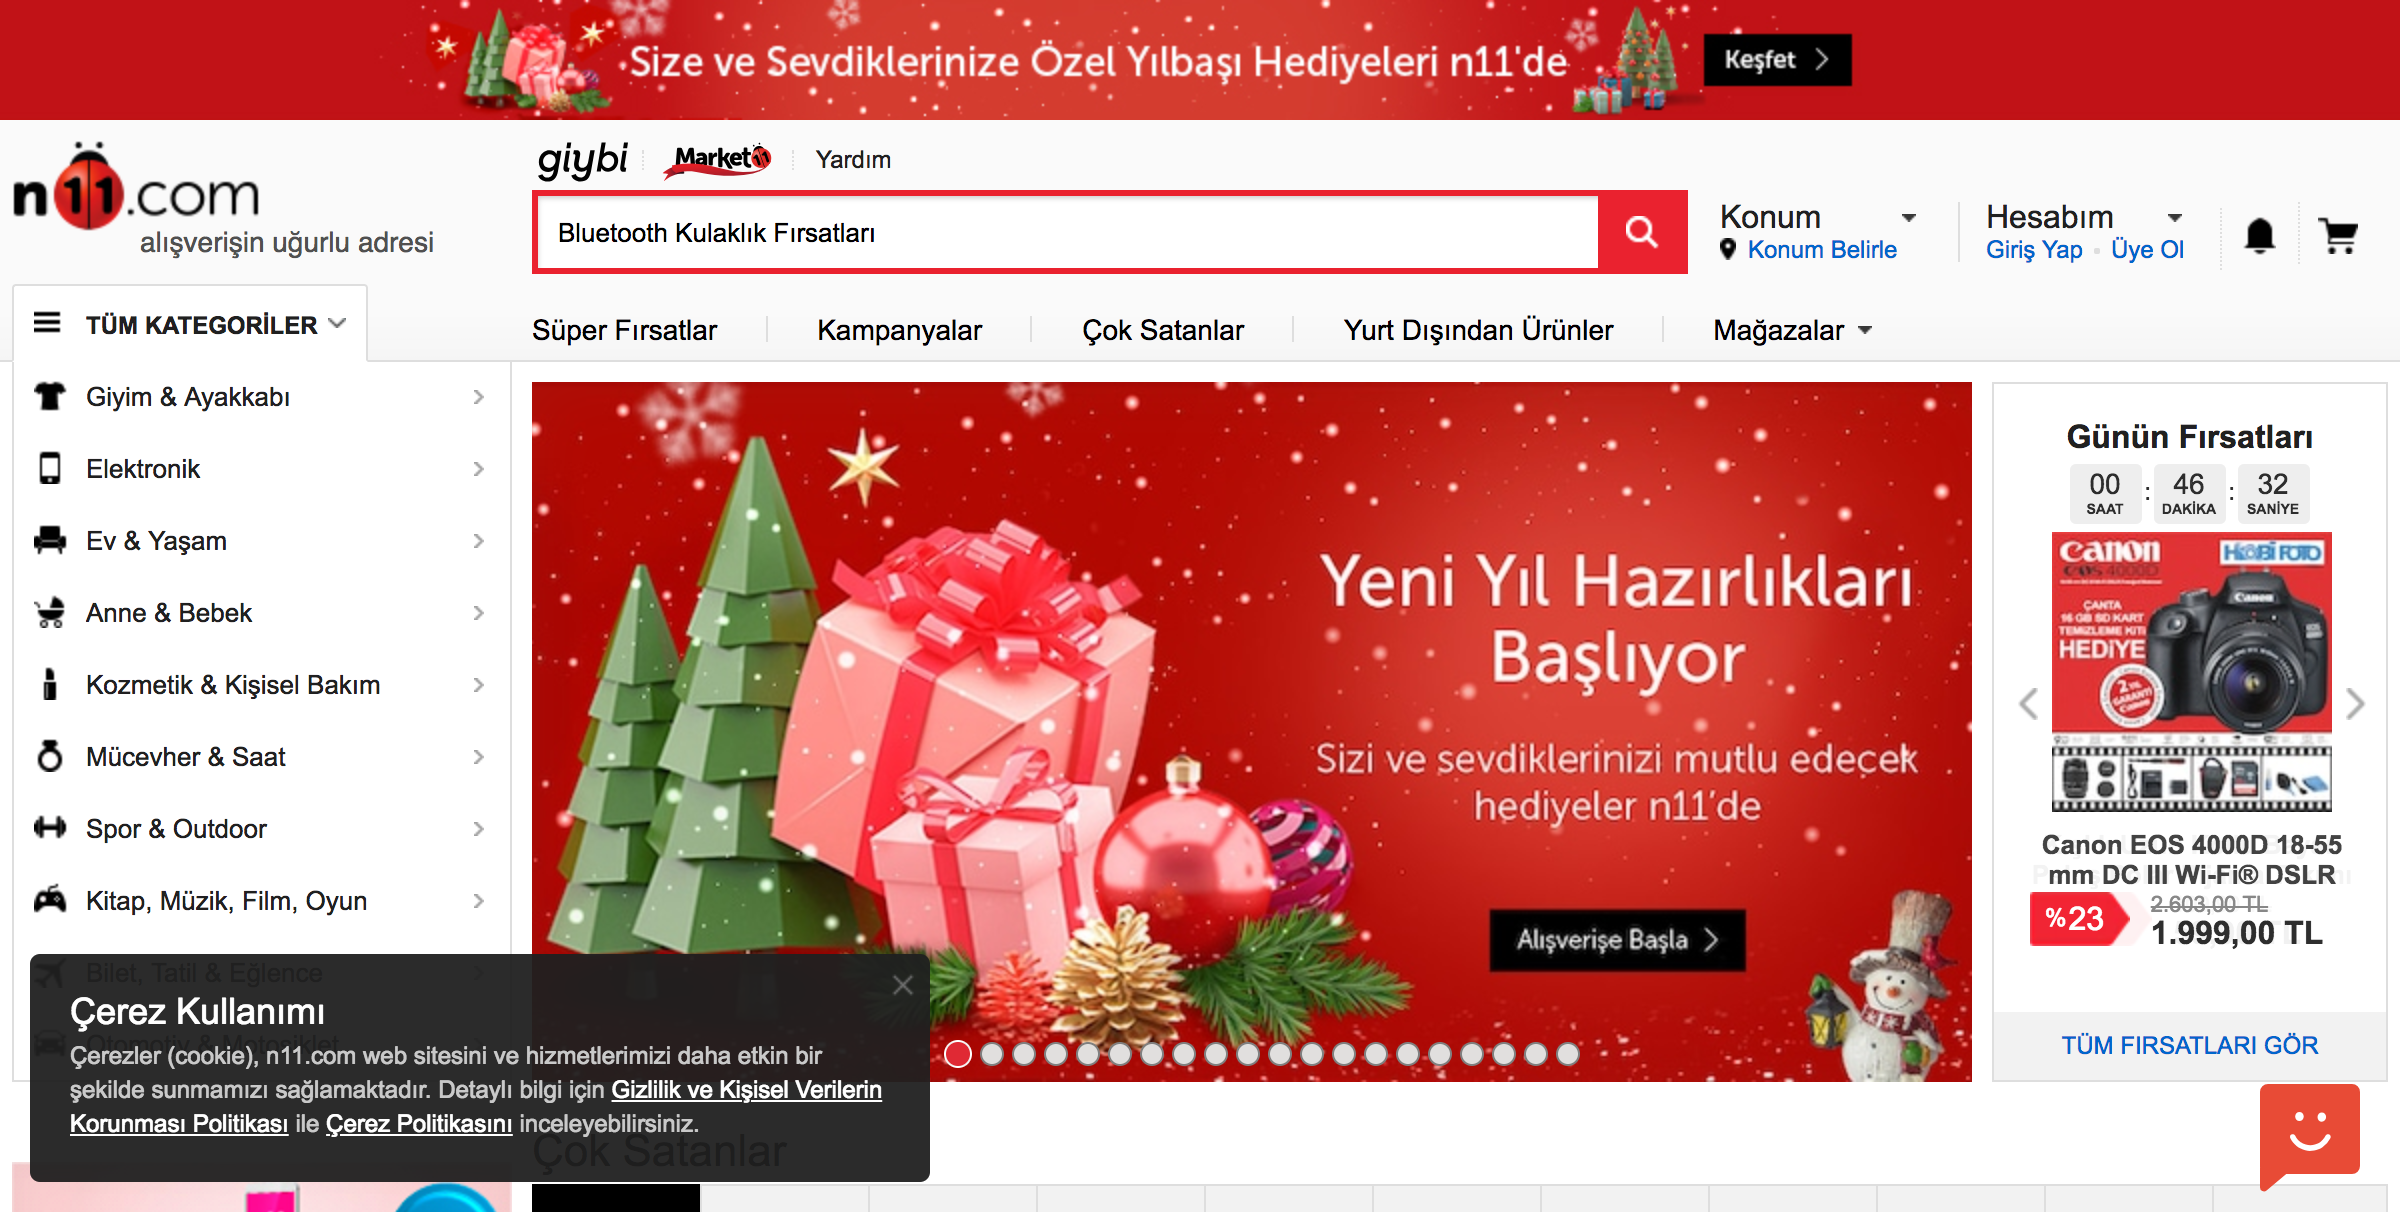 Size ve Sevdiklerinize Özel Yılbaşı Hediyeleri n11'de
Keşfet
n11.com
alışverişin uğurlu adresi
giybi
Market11
Yardım
Bluetooth Kulaklık Fırsatları
Konum
Konum Belirle
Hesabım
Giriş Yap
Üye Ol
TÜM KATEGORİLER
Süper Fırsatlar
Kampanyalar
Çok Satanlar
Yurt Dışından Ürünler
Mağazalar
Giyim & Ayakkabı
Elektronik
Ev & Yaşam
Anne & Bebek
Kozmetik & Kişisel Bakım
Mücevher & Saat
Spor & Outdoor
Kitap, Müzik, Film, Oyun
Bilet, Tatil & Eğlence
Otomotiv & Motosiklet
Yeni Yıl Hazırlıkları
Başlıyor
Sizi ve sevdiklerinizi mutlu edecek
hediyeler n11'de
Alışverişe Başla
Günün Fırsatları
00 : 46 : 32
SAAT DAKİKA SANİYE
Canon HOBİ FOTO
EOS 4000D
Canon
ÇANTA
16 GB SD KART
TEMİZLEME KITI
HEDİYE
2 YIL
GARANTİ
Canon
Canon EOS 4000D 18-55
mm DC III Wi-Fi® DSLR
%23
2.603,00 TL
1.999,00 TL
TÜM FIRSATLARI GÖR
Çerez Kullanımı
Çerezler (cookie), n11.com web sitesini ve hizmetlerimizi daha etkin bir
şekilde sunmamızı sağlamaktadır. Detaylı bilgi için Gizlilik ve Kişisel Verilerin
Korunması Politikası ile Çerez Politikasını inceleyebilirsiniz.
Çok Satanlar